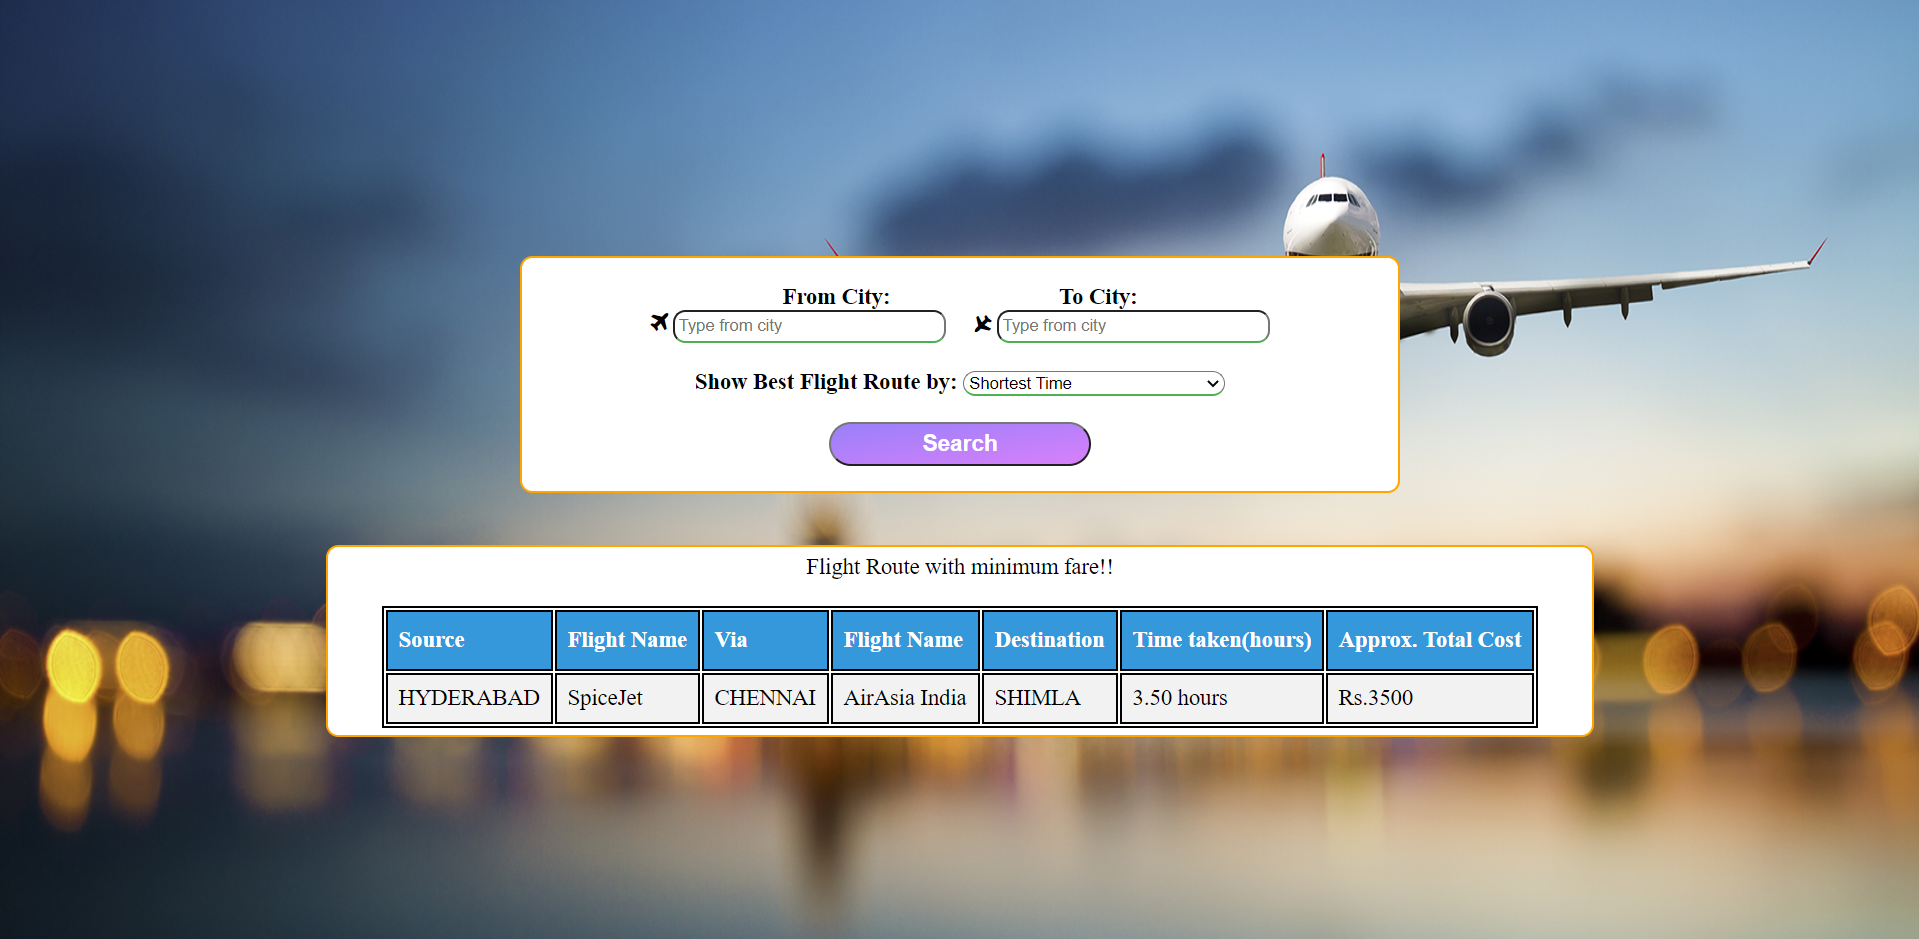 From City: To City:
Type from city Type from city
Show Best Flight Route by: Shortest Time
Search
Flight Route with minimum fare!!
Source Flight Name Via Flight Name Destination Time taken(hours) Approx. Total Cost
HYDERABAD SpiceJet CHENNAI AirAsia India SHIMLA 3.50 hours Rs.3500